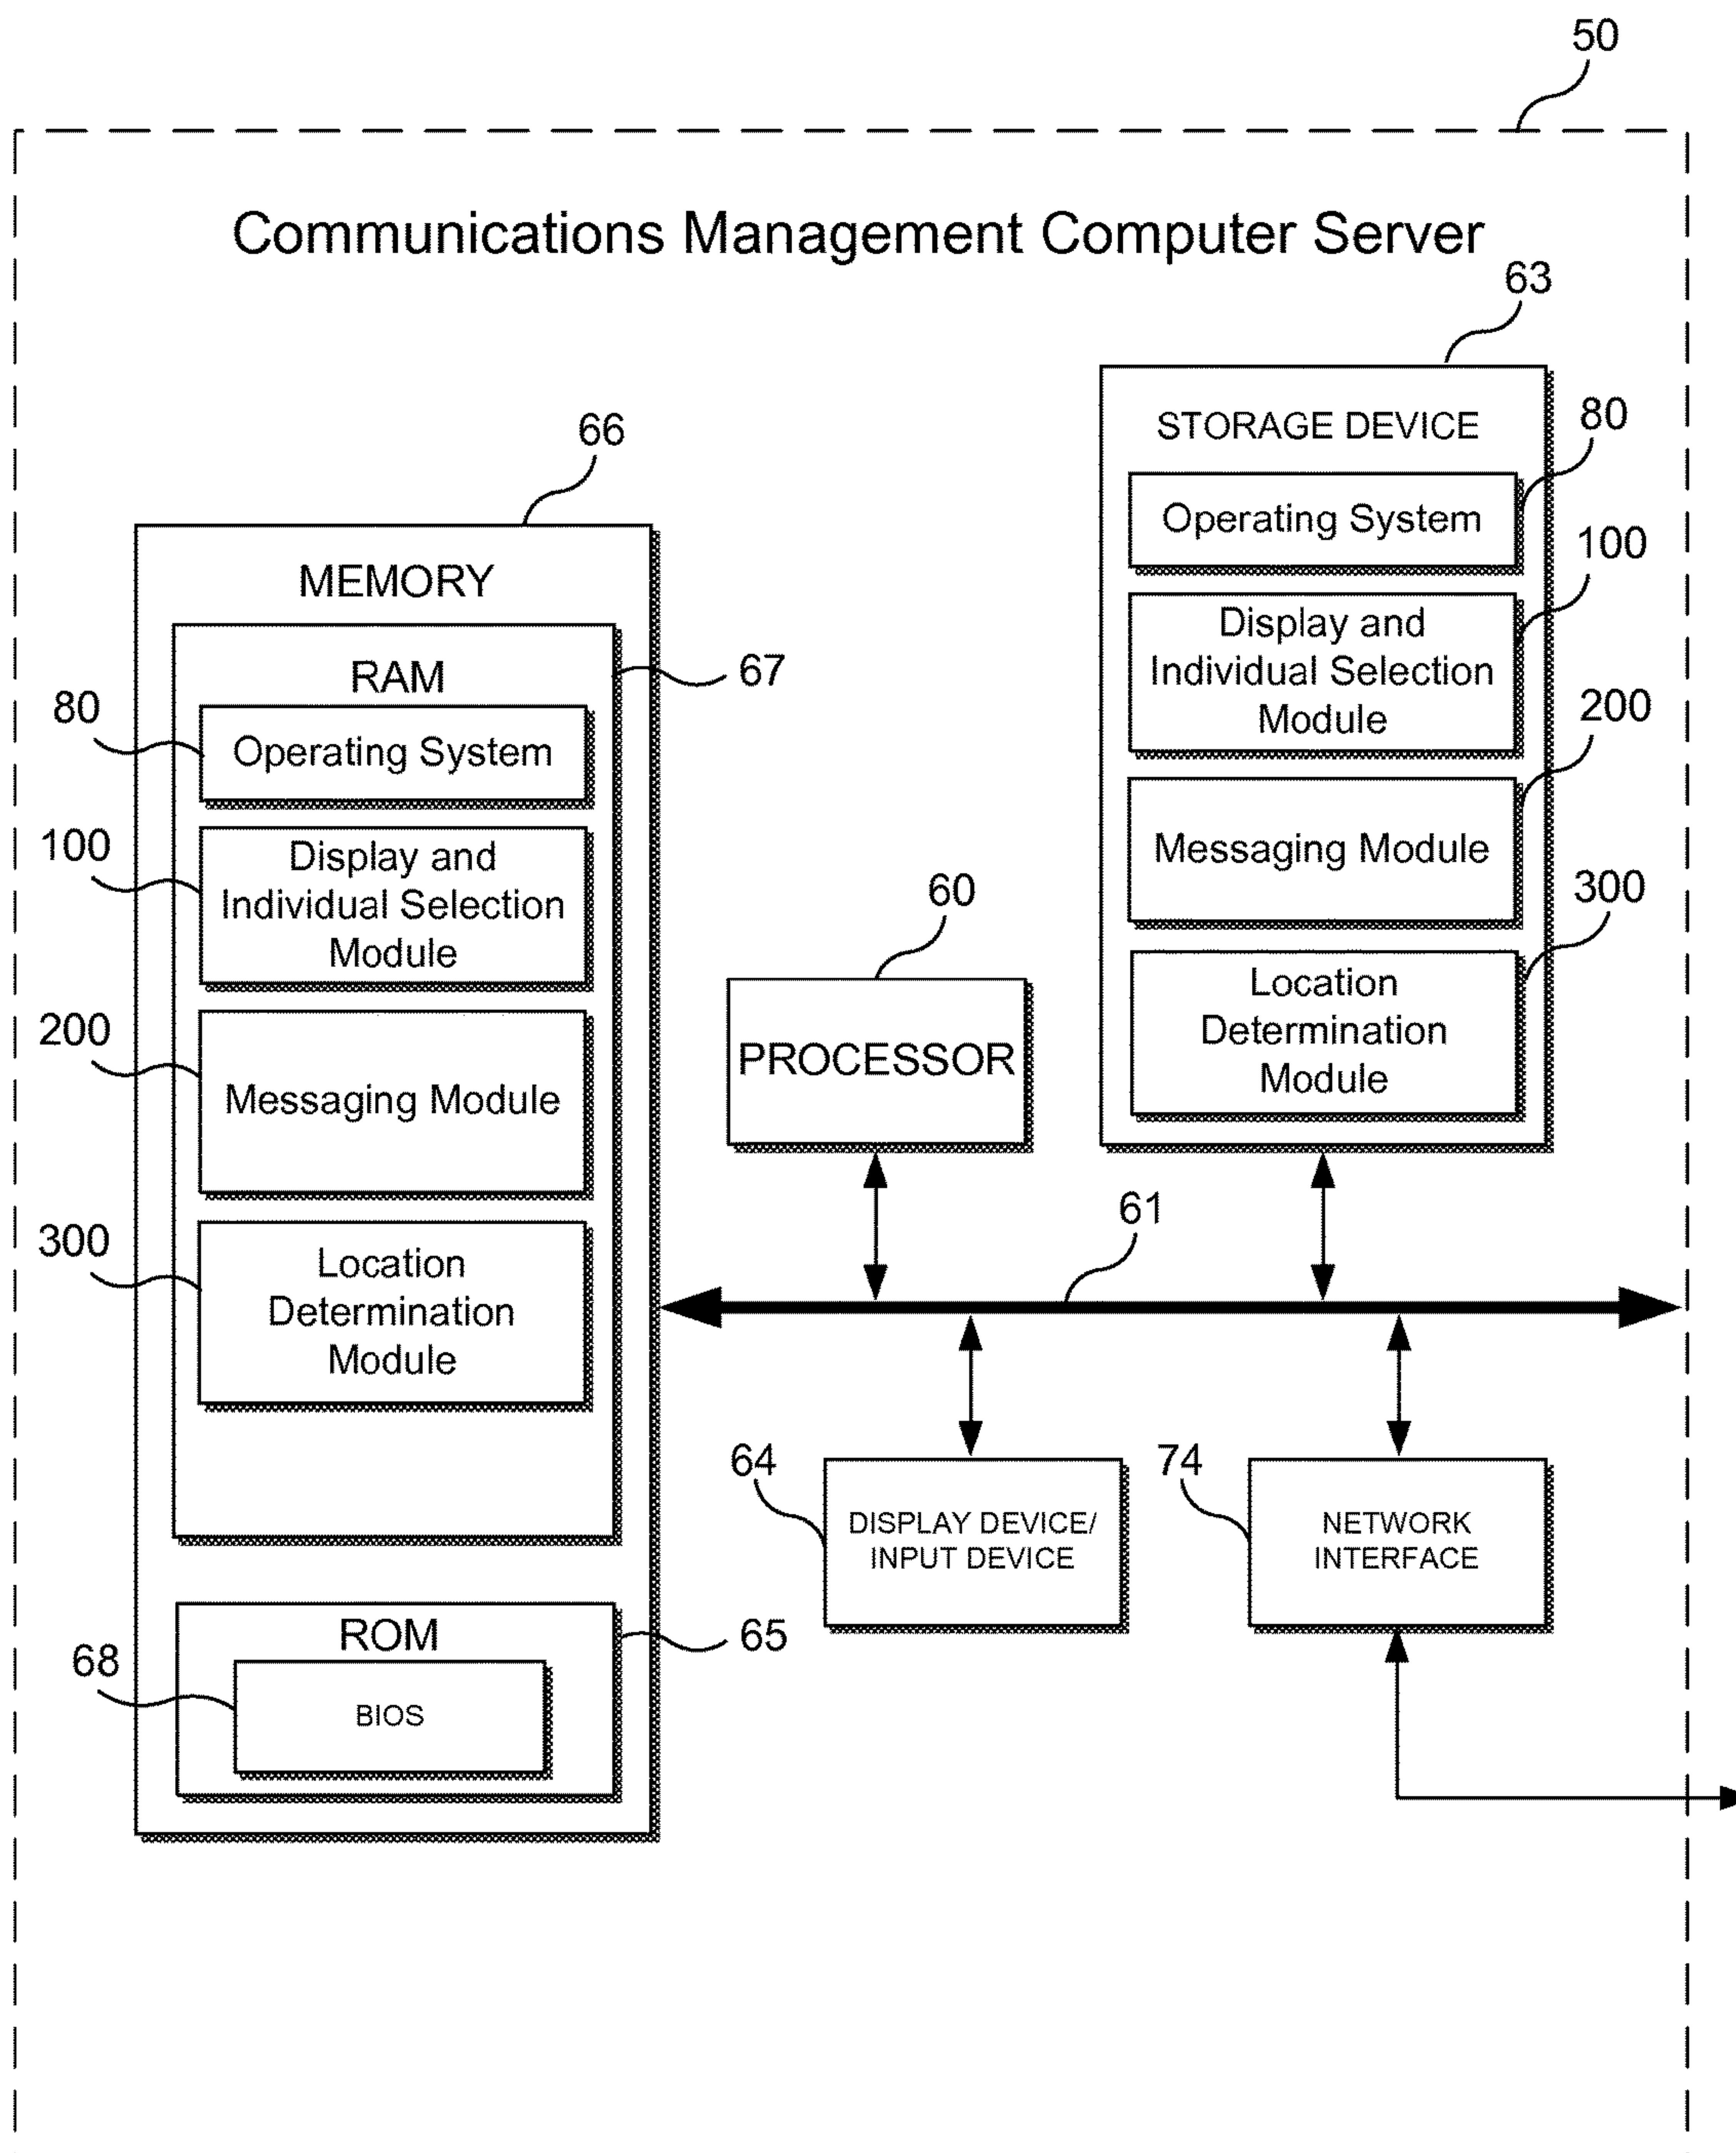 50
Communications Management Computer Server
63
STORAGE DEVICE
80
Operating System
100
Display and
Individual Selection
Module
200
Messaging Module
300
Location
Determination
Module
66
MEMORY
67
RAM
80
Operating System
100
Display and
Individual Selection
Module
200
Messaging Module
300
Location
Determination
Module
65
ROM
68
BIOS
60
PROCESSOR
61
64
DISPLAY DEVICE/
INPUT DEVICE
74
NETWORK
INTERFACE